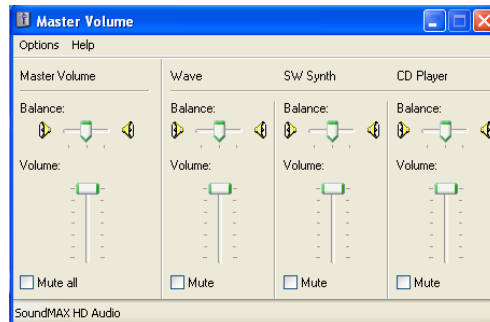 Master Volume
Options Help
Master Volume Wave SW Synth CD Player
Balance: Balance: Balance: Balance:
Volume: Volume: Volume: Volume:
Mute all Mute Mute Mute
SoundMAX HD Audio